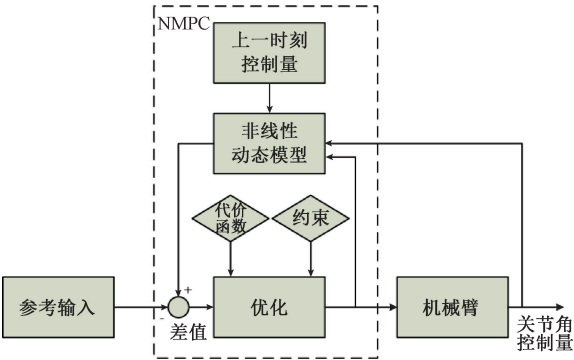 NMPC
上一时刻
控制量
非线性
动态模型
代价
函数
约束
+
参考输入
-
差值
优化
机械臂
关节角
控制量